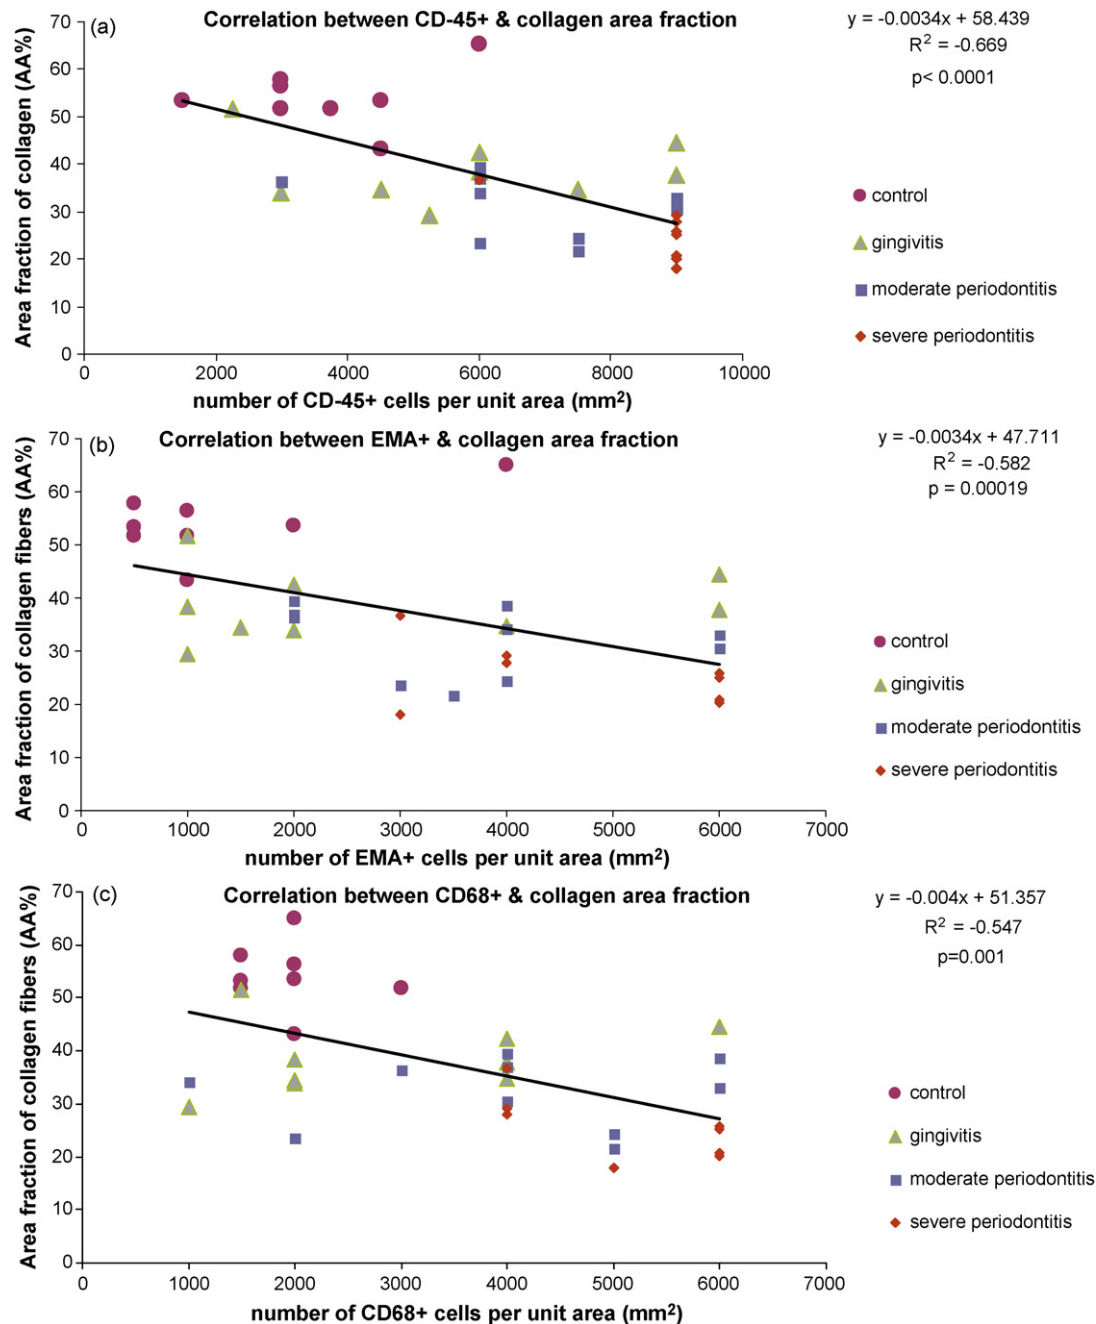 (a)
Correlation between CD-45+ & collagen area fraction
y = -0.0034x + 58.439
R² = -0.669
p< 0.0001
Area fraction of collagen (AA%)
70
60
50
40
30
20
10
0
0 2000 4000 6000 8000 10000
number of CD-45+ cells per unit area (mm²)
control
gingivitis
moderate periodontitis
severe periodontitis
(b)
Correlation between EMA+ & collagen area fraction
y = -0.0034x + 47.711
R² = -0.582
p = 0.00019
Area fraction of collagen fibers (AA%)
70
60
50
40
30
20
10
0
0 1000 2000 3000 4000 5000 6000 7000
number of EMA+ cells per unit area (mm²)
control
gingivitis
moderate periodontitis
severe periodontitis
(c)
Correlation between CD68+ & collagen area fraction
y = -0.004x + 51.357
R² = -0.547
p=0.001
Area fraction of collagen fibers (AA%)
70
60
50
40
30
20
10
0
0 1000 2000 3000 4000 5000 6000 7000
number of CD68+ cells per unit area (mm²)
control
gingivitis
moderate periodontitis
severe periodontitis